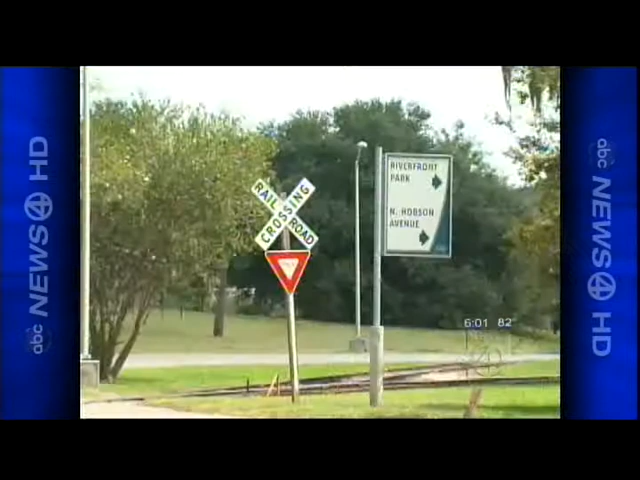 abc NEWS 4 HD
RAIL ROAD
CROSSING
RIVERFRONT
PARK
N. HOBSON
AVENUE
6:01 82°
abc NEWS 4 HD